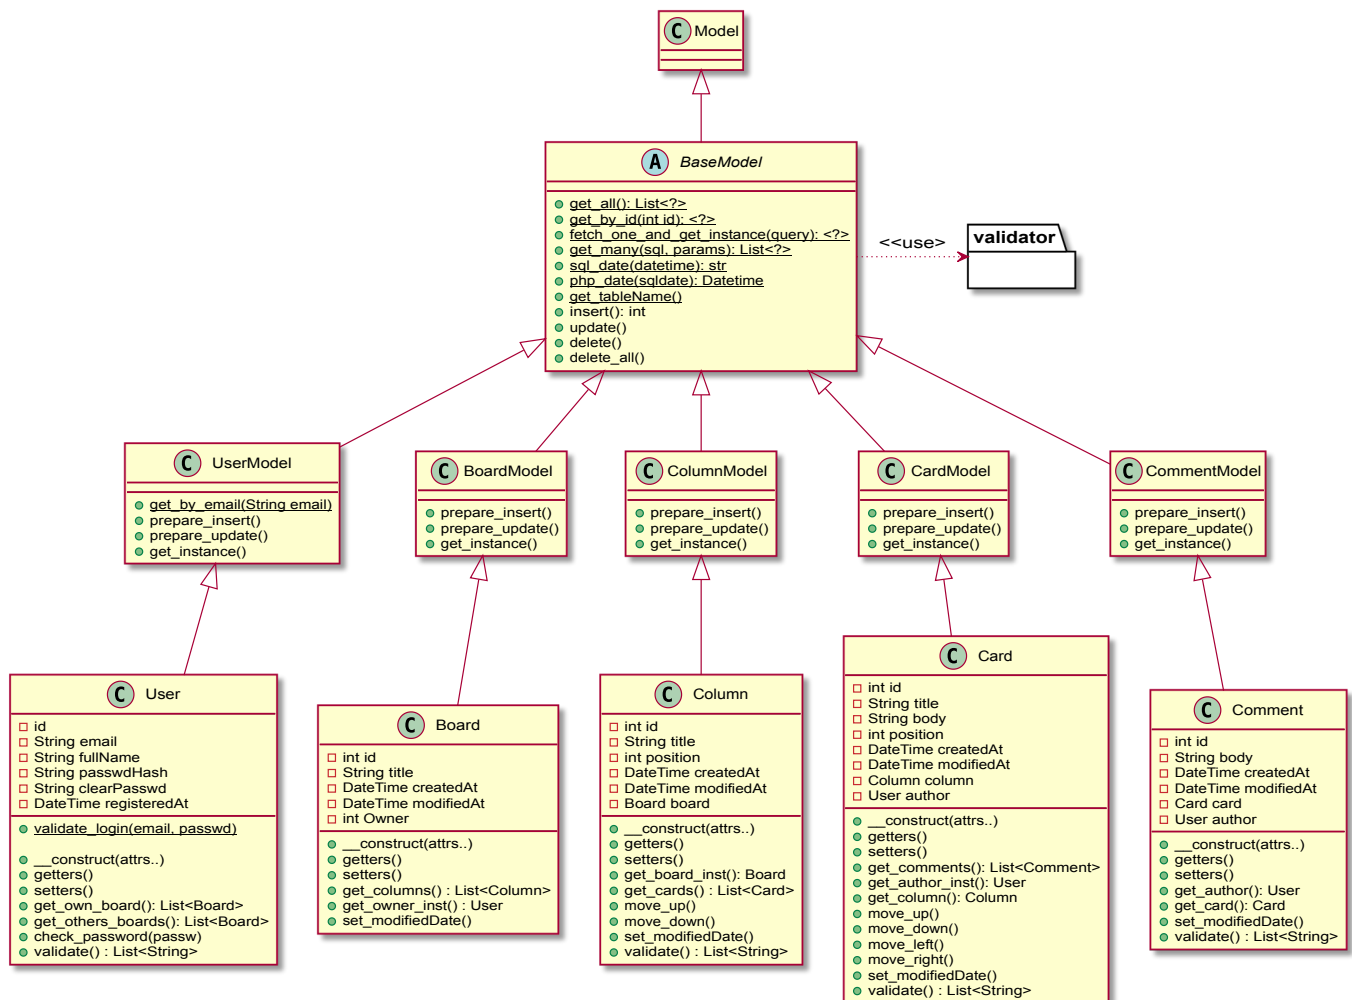 C Model
A BaseModel
get_all(): List<?>
get_by_id(int id): <?>
fetch_one_and_get_instance(query): <?>
get_many(sql, params): List<?>
sql_date(datetime): str
php_date(sqldate): Datetime
get_tableName()
insert(): int
update()
delete()
delete_all()
<<use>
validator
C UserModel
get_by_email(String email)
prepare_insert()
prepare_update()
get_instance()
C BoardModel
prepare_insert()
prepare_update()
get_instance()
C ColumnModel
prepare_insert()
prepare_update()
get_instance()
C CardModel
prepare_insert()
prepare_update()
get_instance()
C CommentModel
prepare_insert()
prepare_update()
get_instance()
C User
id
String email
String fullName
String passwdHash
String clearPasswd
DateTime registeredAt
validate_login(email, passwd)
__construct(attrs..)
getters()
setters()
get_own_board(): List<Board>
get_others_boards(): List<Board>
check_password(passw)
validate() : List<String>
C Board
int id
String title
DateTime createdAt
DateTime modifiedAt
int Owner
__construct(attrs..)
getters()
setters()
get_columns() : List<Column>
get_owner_inst() : User
set_modifiedDate()
C Column
int id
String title
int position
DateTime createdAt
DateTime modifiedAt
Board board
__construct(attrs..)
getters()
setters()
get_board_inst(): Board
get_cards() : List<Card>
move_up()
move_down()
set_modifiedDate()
validate() : List<String>
C Card
int id
String title
String body
int position
DateTime createdAt
DateTime modifiedAt
Column column
User author
__construct(attrs..)
getters()
setters()
get_comments(): List<Comment>
get_author_inst(): User
get_column(): Column
move_up()
move_down()
move_left()
move_right()
set_modifiedDate()
validate() : List<String>
C Comment
int id
String body
DateTime createdAt
DateTime modifiedAt
Card card
User author
__construct(attrs..)
getters()
setters()
get_author(): User
get_card(): Card
set_modifiedDate()
validate() : List<String>